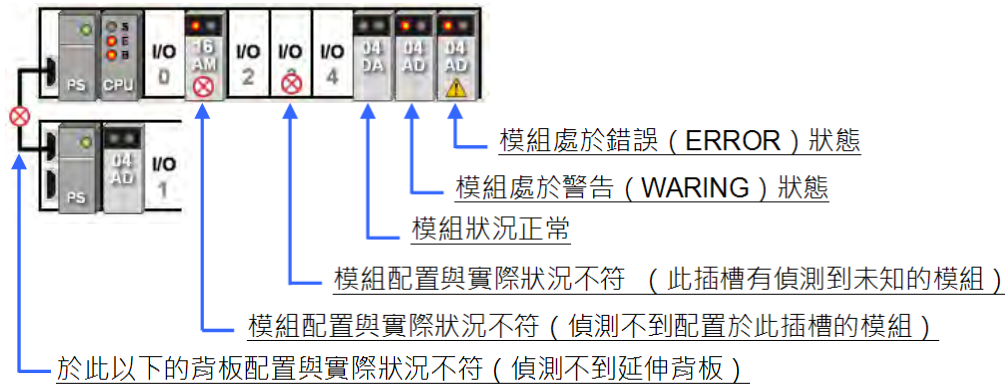 S
E
B
PS CPU I/O 0 16 AM I/O 2 I/O 3 I/O 4 04 DA 04 AD 04 AD
PS 04 AD I/O 1
模組處於錯誤（ERROR）狀態
模組處於警告（WARING）狀態
模組狀況正常
模組配置與實際狀況不符 （此插槽有偵測到未知的模組）
模組配置與實際狀況不符（偵測不到配置於此插槽的模組）
於此以下的背板配置與實際狀況不符（偵測不到延伸背板）